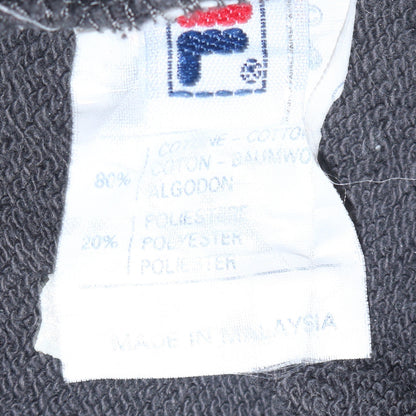 F
®
COTONE - COTTON
80% COTON - BAUMWO
ALGODON
POLIESTERE
20% POLYESTER
POLIESTER
MADE IN MALAYSIA